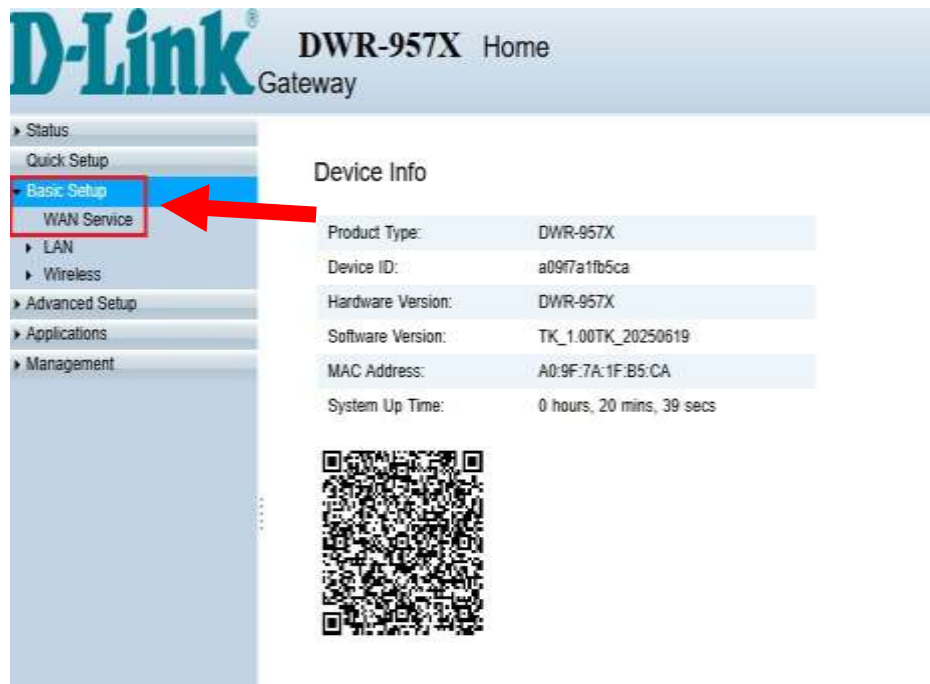 D-Link®
DWR-957X Home
Gateway
Status
Quick Setup
Basic Setup
WAN Service
LAN
Wireless
Advanced Setup
Applications
Management
Device Info
Product Type: DWR-957X
Device ID: a09f7a1fb5ca
Hardware Version: DWR-957X
Software Version: TK_1.00TK_20250619
MAC Address: A0:9F:7A:1F:B5:CA
System Up Time: 0 hours, 20 mins, 39 secs